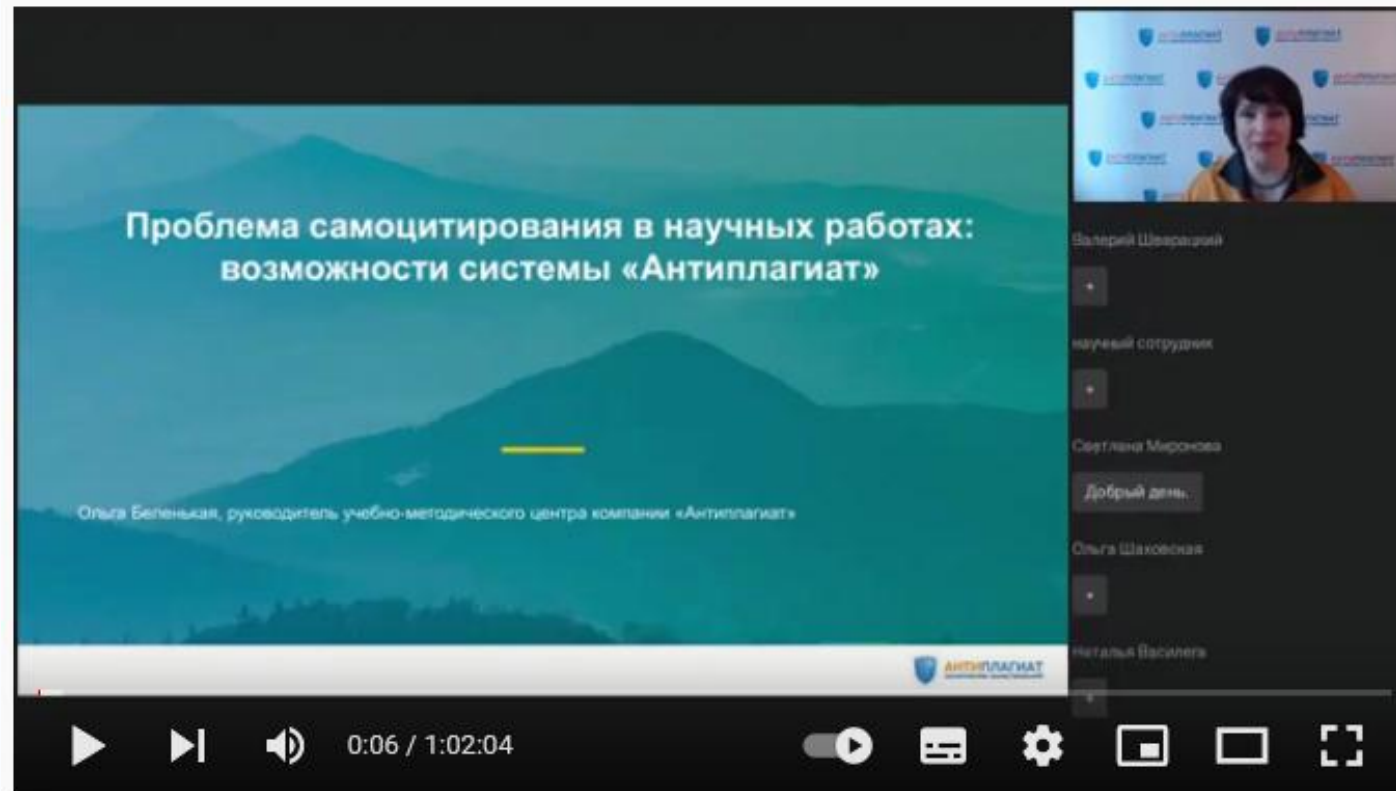 Проблема самоцитирования в научных работах:
возможности системы «Антиплагиат»
Ольга Беленькая, руководитель учебно-методического центра компании «Антиплагиат»
АНТИПЛАГИАТ
Валерий
+
научный сотрудник
+
Светлана Миронова
Добрый день.
Ольга Шаховская
+
Наталья Василега
+
0:06 / 1:02:04